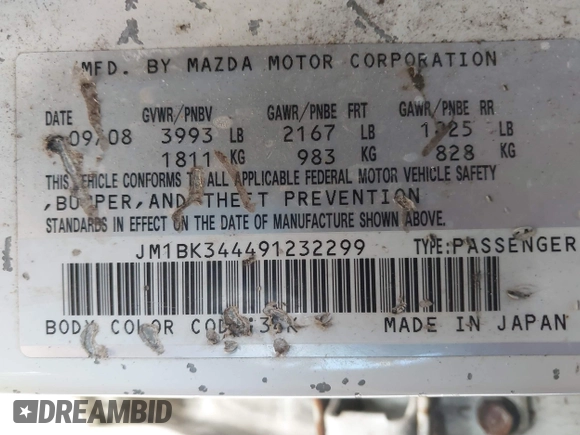 MFD. BY MAZDA MOTOR CORPORATION
DATE GVWR/PNBV GAWR/PNBE FRT GAWR/PNBE RR
09/08 3993 LB 2167 LB 1825 LB
1811 KG 983 KG 828 KG
THIS VEHICLE CONFORMS TO ALL APPLICABLE FEDERAL MOTOR VEHICLE SAFETY
,BUMPER,AND THEFT PREVENTION
STANDARDS IN EFFECT ON THE DATE OF MANUFACTURE SHOWN ABOVE.
JM1BK344491232299 TYPE:PASSENGER
BODY COLOR CODE: MADE IN JAPAN
DREAMBID